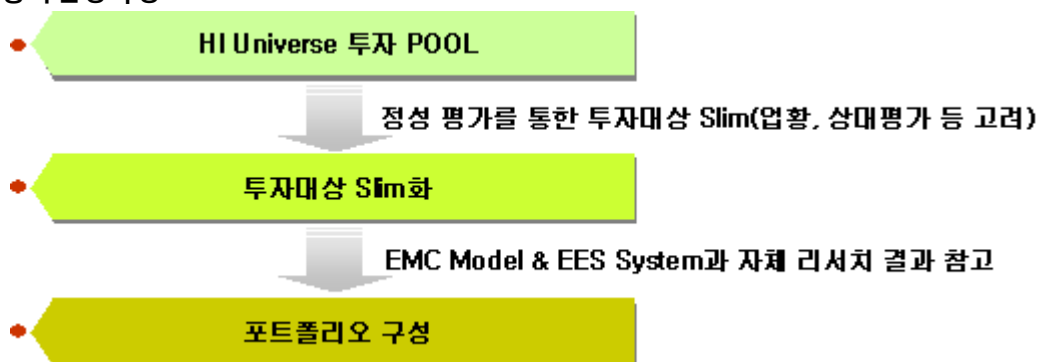 HI Universe 투자 POOL
정성 평가를 통한 투자대상 Slim(업황, 상대평가 등 고려)
투자대상 Slim화
EMC Model & EES System과 자체 리서치 결과 참고
포트폴리오 구성